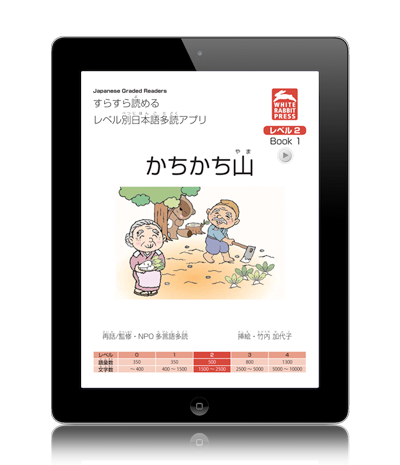 Japanese Graded Readers
すらすら読める
レベル別日本語多読アプリ
WHITE
RABBIT
PRESS
レベル 2
Book 1
やま
かちかち山
再話/監修・NPO 多言語多読
挿絵・竹内 加代子
レベル 0 1 2 3 4
語彙数 350 350 500 800 1300
文字数 ～ 400 400 ～ 1500 1500 ～ 2500 2500 ～ 5000 5000 ～ 10000